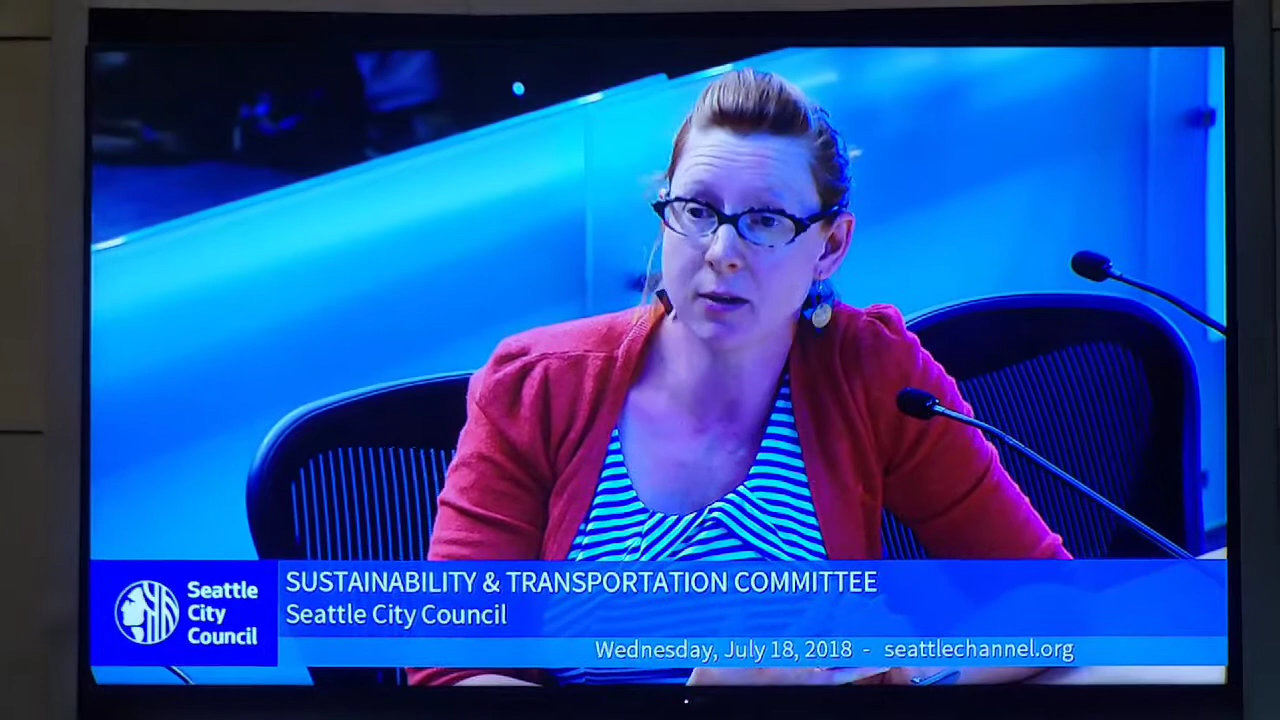 Seattle
City
Council
SUSTAINABILITY & TRANSPORTATION COMMITTEE
Seattle City Council
Wednesday, July 18, 2018 - seattlechannel.org